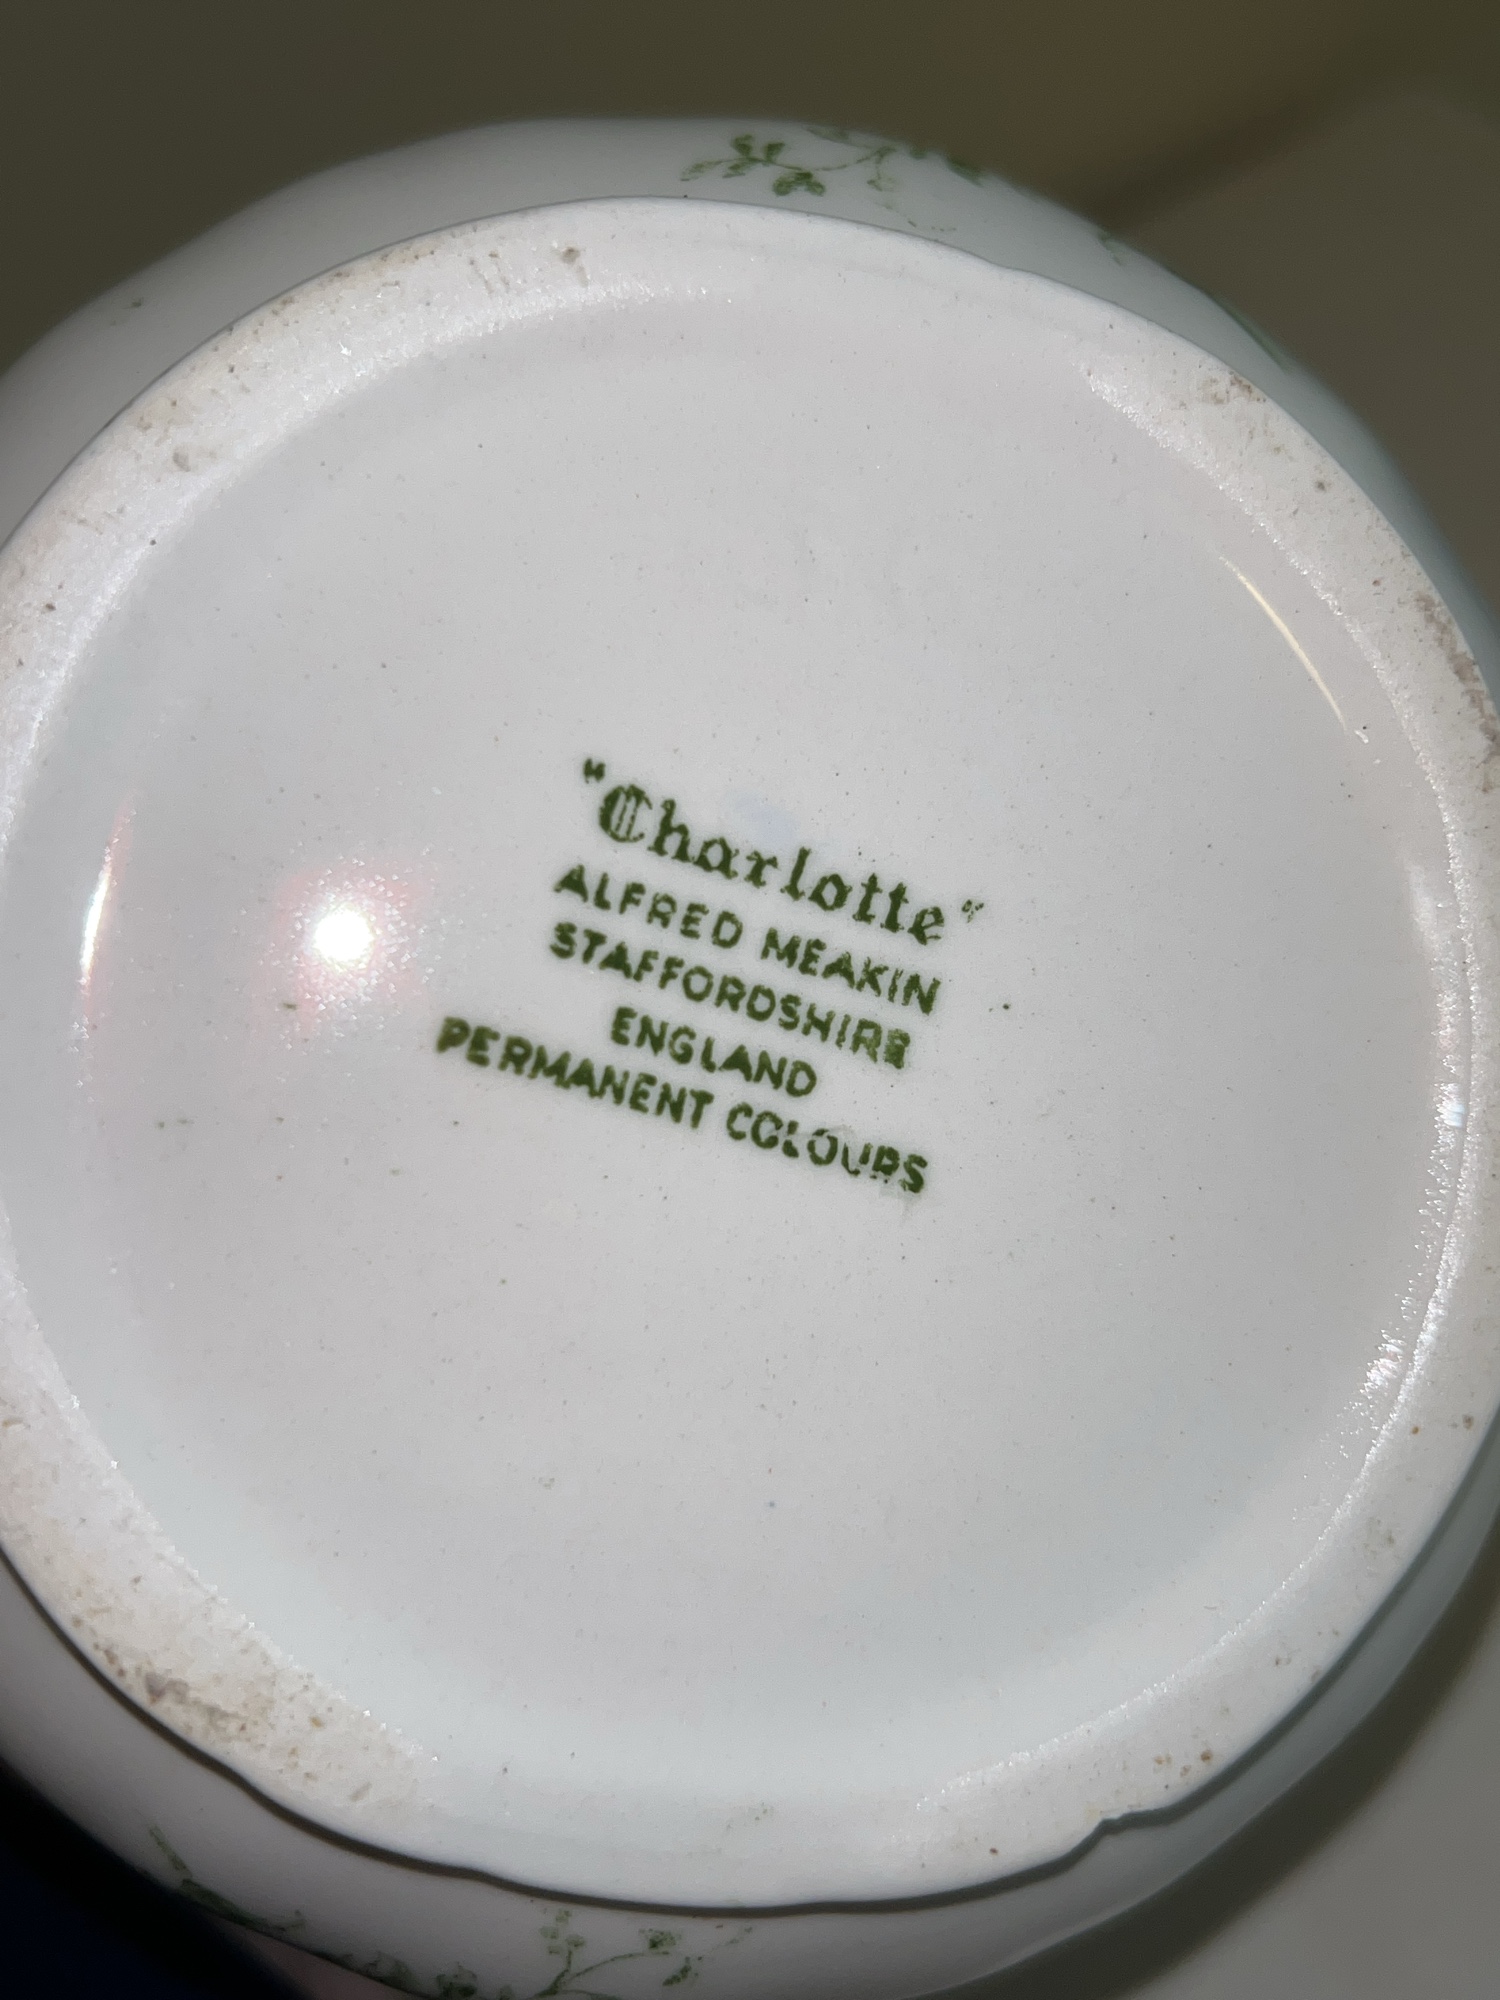 "Charlotte"
ALFRED MEAKIN
STAFFORDSHIRE
ENGLAND
PERMANENT COLOURS